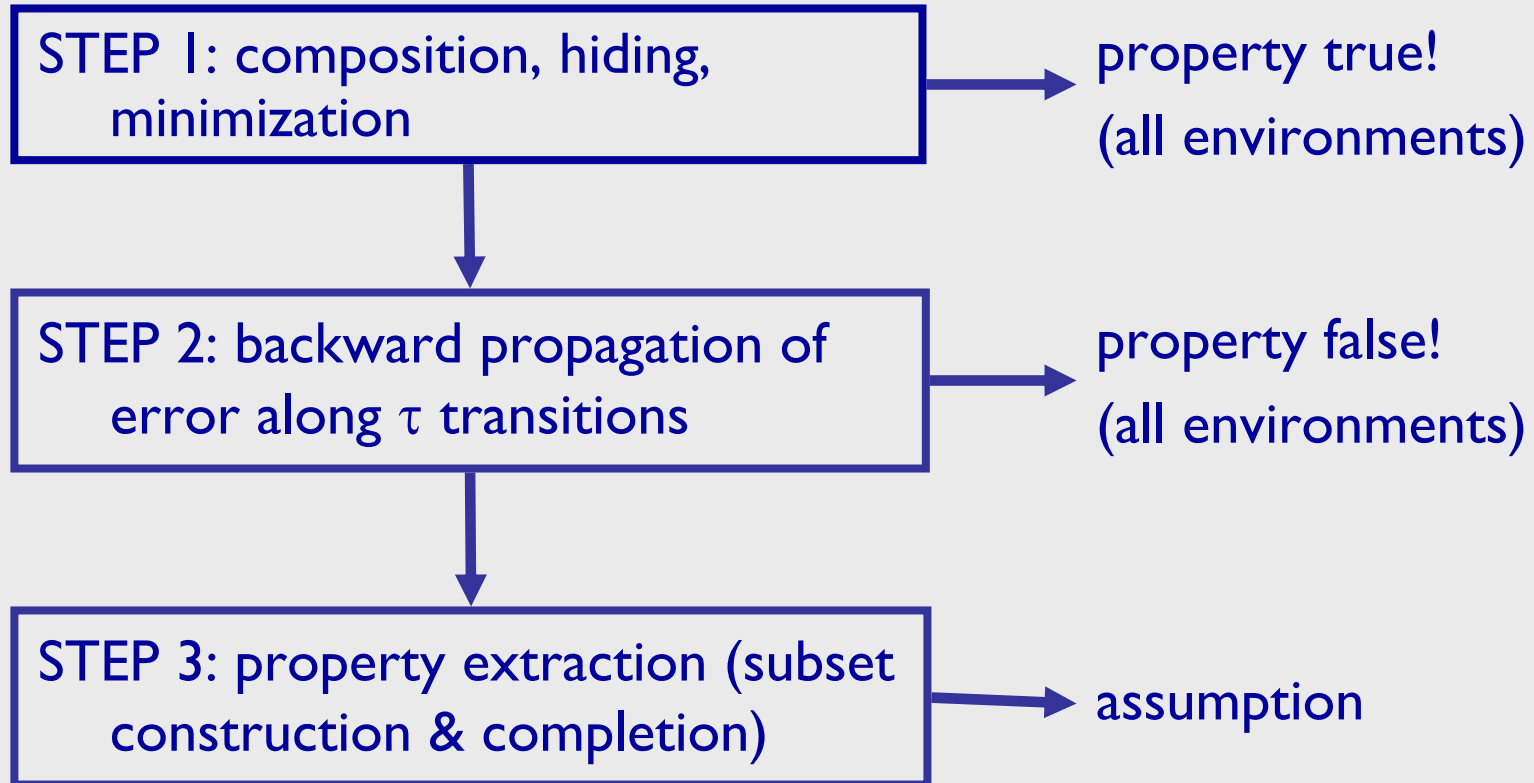 STEP 1: composition, hiding,
minimization
property true!
(all environments)
STEP 2: backward propagation of
error along τ transitions
property false!
(all environments)
STEP 3: property extraction (subset
construction & completion)
assumption